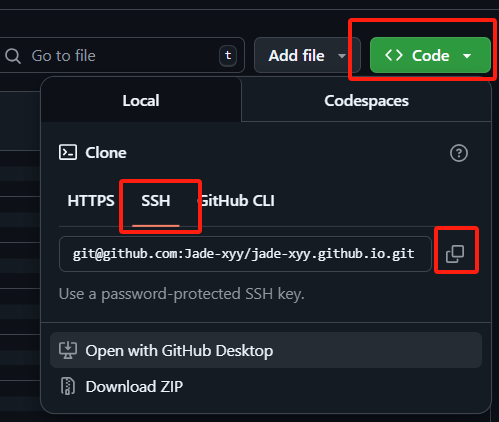 Go to file t Add file Code
Local Codespaces
Clone
HTTPS SSH GitHub CLI
git@github.com:Jade-xyy/jade-xyy.github.io.git
Use a password-protected SSH key.
Open with GitHub Desktop
Download ZIP